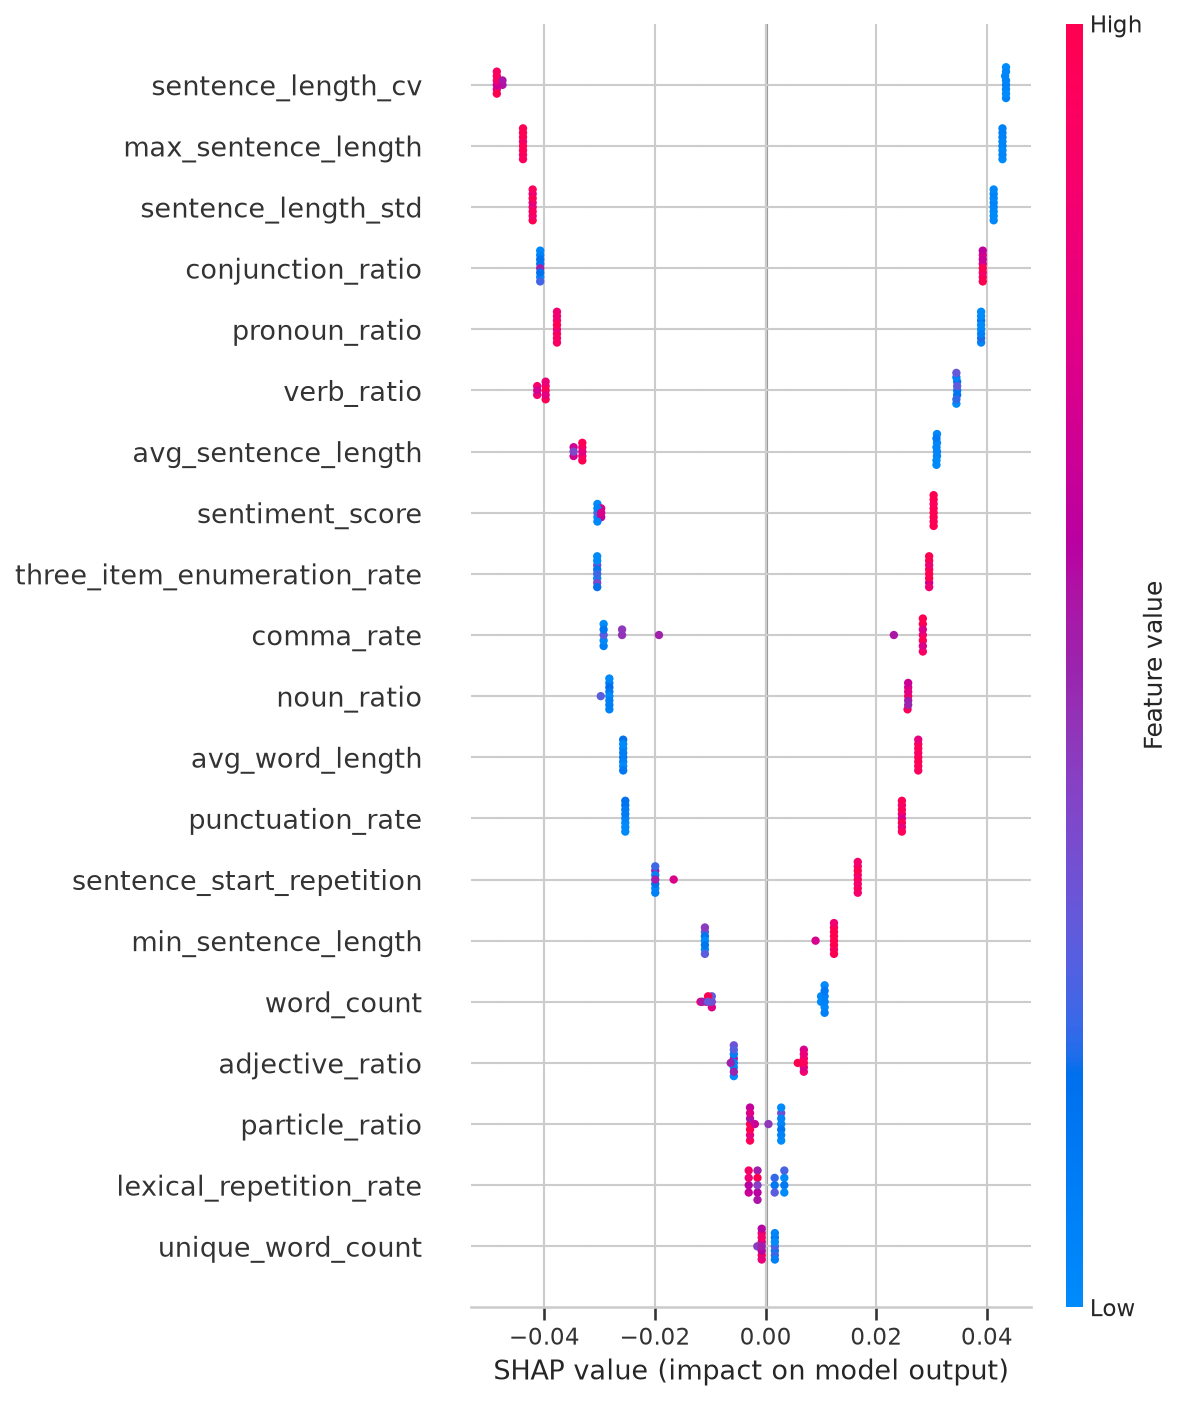 High
sentence_length_cv
max_sentence_length
sentence_length_std
conjunction_ratio
pronoun_ratio
verb_ratio
avg_sentence_length
sentiment_score
three_item_enumeration_rate
comma_rate
noun_ratio
avg_word_length
punctuation_rate
sentence_start_repetition
min_sentence_length
word_count
adjective_ratio
particle_ratio
lexical_repetition_rate
unique_word_count
Feature value
Low
−0.04 −0.02 0.00 0.02 0.04
SHAP value (impact on model output)